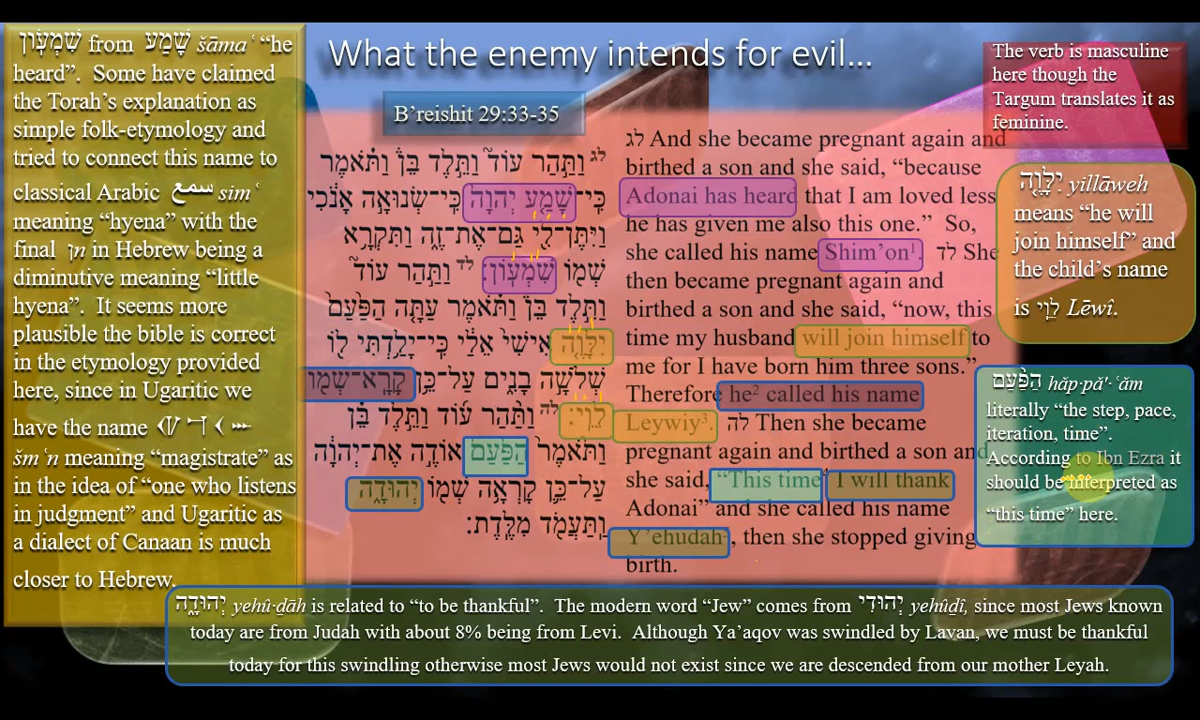 What the enemy intends for evil…
B’reishit 29:33-35
שִׁמְעֽוֹן from שָׁמַע šāmaʿ “he
heard”. Some have claimed
the Torah’s explanation as
simple folk-etymology and
tried to connect this name to
classical Arabic سمع simʿ
meaning “hyena” with the
final ון in Hebrew being a
diminutive meaning “little
hyena”. It seems more
plausible the bible is correct
in the etymology provided
here, since in Ugaritic we
have the name
šmʿn meaning “magistrate” as
in the idea of “one who listens
in judgment” and Ugaritic as
a dialect of Canaan is much
closer to Hebrew.
לג וַתַּ֣הַר עוֹד֮ וַתֵּ֣לֶד בֵּן֒ וַתֹּ֗אמֶר
כִּֽי־שָׁמַ֤ע יְהוָה֙ כִּֽי־שְׂנוּאָ֣ה אָנֹ֔כִי
וַיִּתֶּן־לִ֖י גַּם־אֶת־זֶ֑ה וַתִּקְרָ֥א
שְׁמ֖וֹ שִׁמְעֽוֹן׃ לד וַתַּ֣הַר עוֹד֮
וַתֵּ֣לֶד בֵּן֒ וַתֹּ֗אמֶר עַתָּ֤ה הַפַּ֙עַם֙
יִלָּוֶ֤ה אִישִׁי֙ אֵלַ֔י כִּֽי־יָלַ֥דְתִּי ל֖וֹ
שְׁלֹשָׁ֣ה בָנִ֑ים עַל־כֵּ֥ן קָרָֽא־שְׁמ֖וֹ
לֵוִֽי׃ לה וַתַּ֨הַר ע֜וֹד וַתֵּ֣לֶד בֵּ֗ן
וַתֹּ֙אמֶר֙ הַפַּ֙עַם֙ אוֹדֶ֣ה אֶת־יְהוָ֔ה
עַל־כֵּ֛ן קָרְאָ֥ה שְׁמ֖וֹ יְהוּדָ֑ה
וַֽתַּעֲמֹ֖ד מִלֶּֽדֶת׃
לג And she became pregnant again and
birthed a son and she said, “because
Adonai has heard that I am loved less
he has given me also this one.” So,
she called his name Shim’on¹. לד She
then became pregnant again and
birthed a son and she said, “now, this
time my husband will join himself to
me for I have born him three sons.”
Therefore he² called his name
Leywiy³. לה Then she became
pregnant again and birthed a son and
she said, “This time I will thank
Adonai” and she called his name
Y’ehudah, then she stopped giving
birth.
The verb is masculine
here though the
Targum translates it as
feminine.
יִלָּוֶה yillāweh
means “he will
join himself” and
the child’s name
is לֵוִי Lēwî.
הַפַּ֙עַם֙ hăp·pāʹ·ʿăm
literally “the step, pace,
iteration, time”.
According to Ibn Ezra it
should be interpreted as
“this time” here.
יְהוּדָה yehû·ḏāh is related to “to be thankful”. The modern word “Jew” comes from יְהוּדִי yehûḏî, since most Jews known
today are from Judah with about 8% being from Levi. Although Ya’aqov was swindled by Lavan, we must be thankful
today for this swindling otherwise most Jews would not exist since we are descended from our mother Leyah.